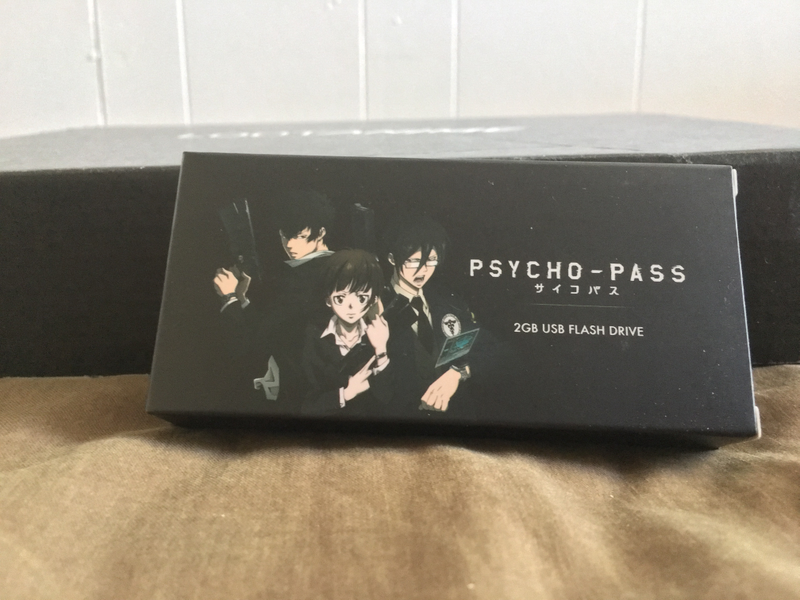 PSYCHO-PASS
サイコパス
2GB USB FLASH DRIVE